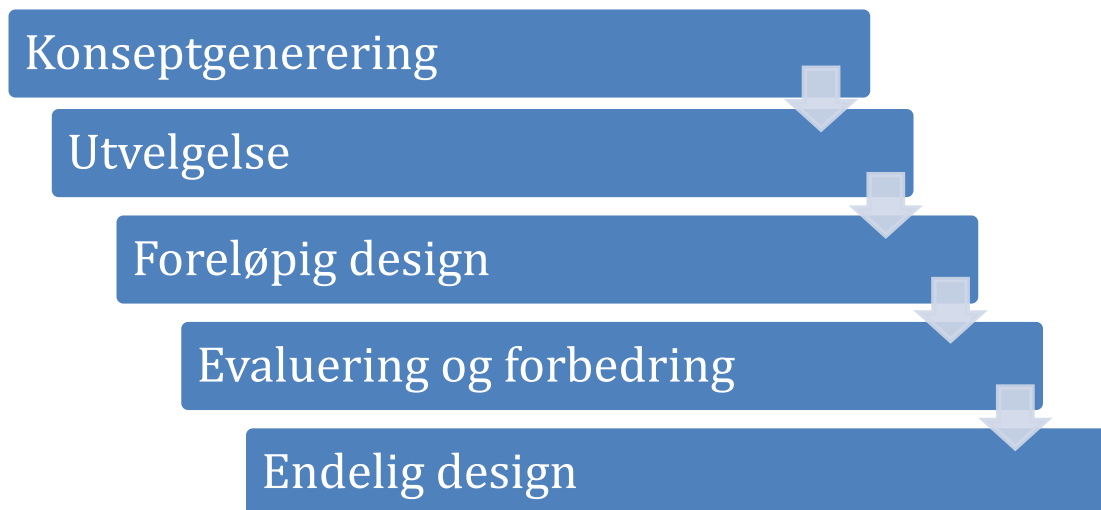 Konseptgenerering
Utvelgelse
Foreløpig design
Evaluering og forbedring
Endelig design